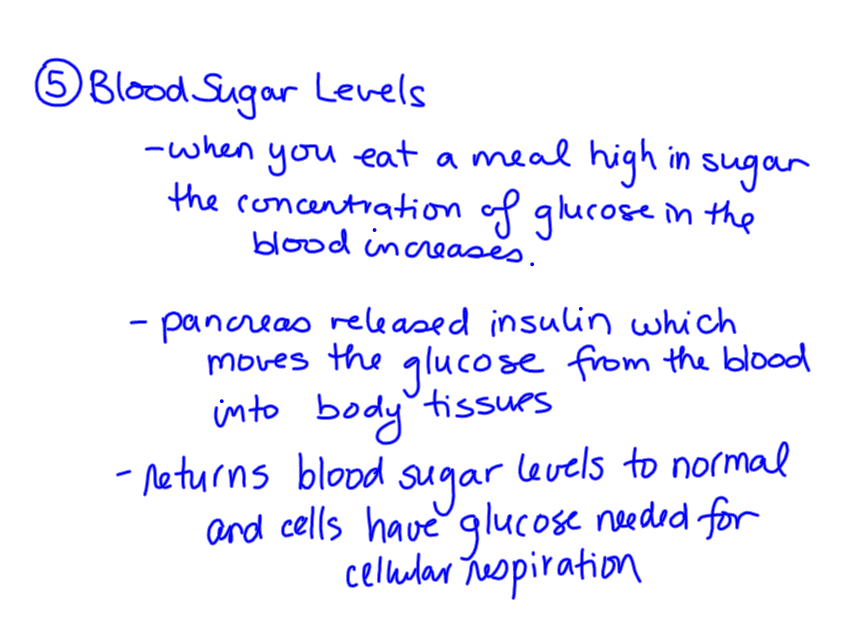 ⑤ Blood Sugar Levels
- when you eat a meal high in sugar
the concentration of glucose in the
blood increases.
- pancreas released insulin which
moves the glucose from the blood
into body tissues
- returns blood sugar levels to normal
and cells have glucose needed for
cellular respiration